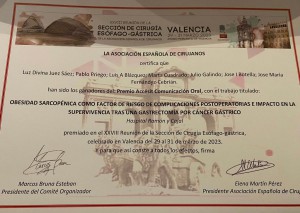 SECCIÓN DE CIRUGÍA
ESÓFAGO-GÁSTRICA
VALENCIA
LA ASOCIACIÓN ESPAÑOLA DE CIRUJANOS
certifica que
Luz Divina Juez Sáez; Pablo Priego; Luis A Blázquez; Marta Cuadrado; Julio Galindo; Jose I Botella; Jose María
Fernández-Cebrián
han sido los ganadores del Premio Accésit Comunicación Oral, con el trabajo titulado:
OBESIDAD SARCOPÉNICA COMO FACTOR DE RIESGO DE COMPLICACIONES POSTOPERATORIAS E IMPACTO EN LA
SUPERVIVENCIA TRAS UNA GASTRECTOMÍA POR CÁNCER GÁSTRICO
Hospital Ramón y Cajal
premiado en el XXVIII Reunión de la Sección de Cirugía Esófago-gástrica,
celebrado en Valencia del 29 al 31 de marzo de 2023.
Y para que así conste a todos los efectos, firma
Marcos Bruna Esteban
Elena Martín Pérez
Presidente del Comité Organizador
Presidente Asociación Española de Ciruj